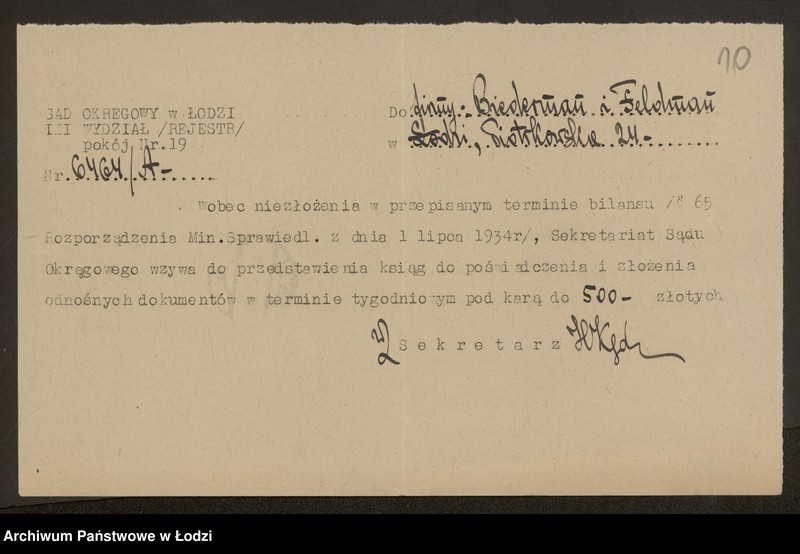 10
SĄD OKRĘGOWY w ŁODZI
III WYDZIAŁ /REJESTR/
pokój Nr. 19
Nr. 6464/A-
Do firmy:- Biederman i Feldman
w Łodzi, Piotrkowska 24.-
Wobec niezłożenia w przepisanym terminie bilansu /§ 65
Rozporządzenia Min.Sprawiedl. z dnia 1 lipca 1934r/, Sekretariat Sądu
Okręgowego wzywa do przedstawienia ksiąg do poświadczenia i złożenia
odnośnych dokumentów w terminie tygodniowym pod karą do 500- złotych
Sekretarz
Archiwum Państwowe w Łodzi